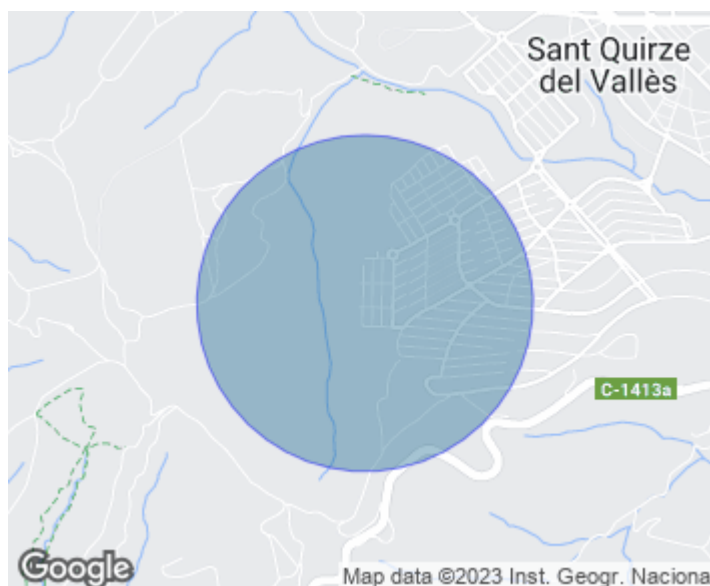 Sant Quirze
del Vallès
C-1413a
Google
Map data ©2023 Inst. Geogr. Naciona